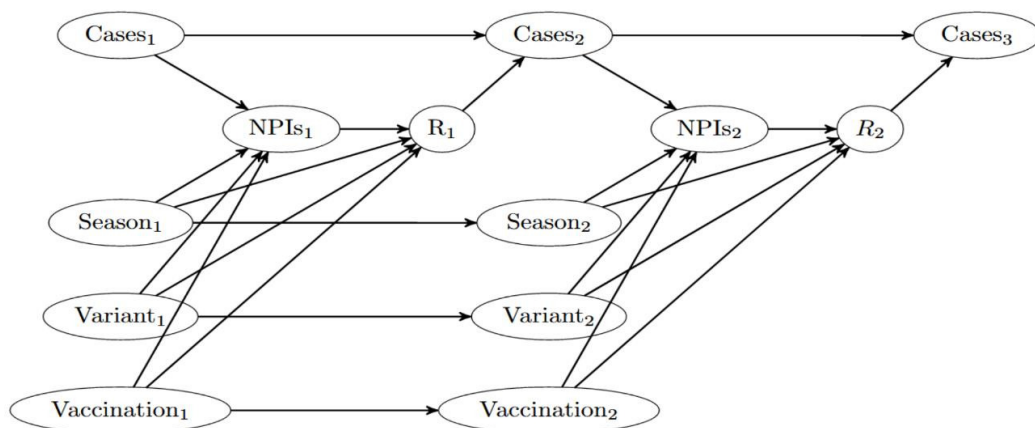 Cases₁ Cases₂ Cases₃
NPIs₁ R₁ NPIs₂ R₂
Season₁ Season₂
Variant₁ Variant₂
Vaccination₁ Vaccination₂